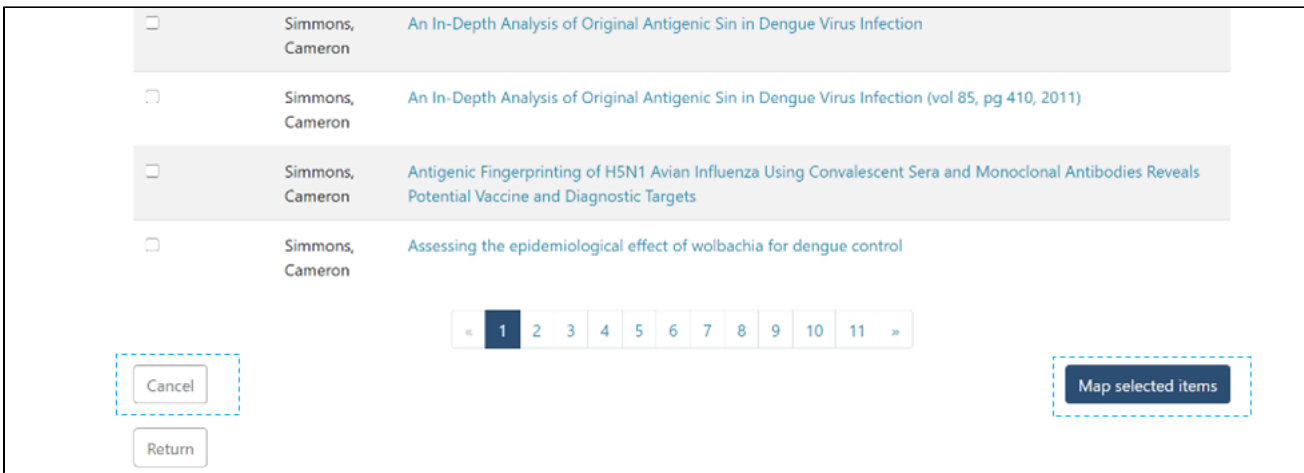 Simmons, An In-Depth Analysis of Original Antigenic Sin in Dengue Virus Infection
Cameron
Simmons, An In-Depth Analysis of Original Antigenic Sin in Dengue Virus Infection (vol 85, pg 410, 2011)
Cameron
Simmons, Antigenic Fingerprinting of H5N1 Avian Influenza Using Convalescent Sera and Monoclonal Antibodies Reveals
Cameron Potential Vaccine and Diagnostic Targets
Simmons, Assessing the epidemiological effect of wolbachia for dengue control
Cameron
« 1 2 3 4 5 6 7 8 9 10 11 »
Cancel Map selected items
Return